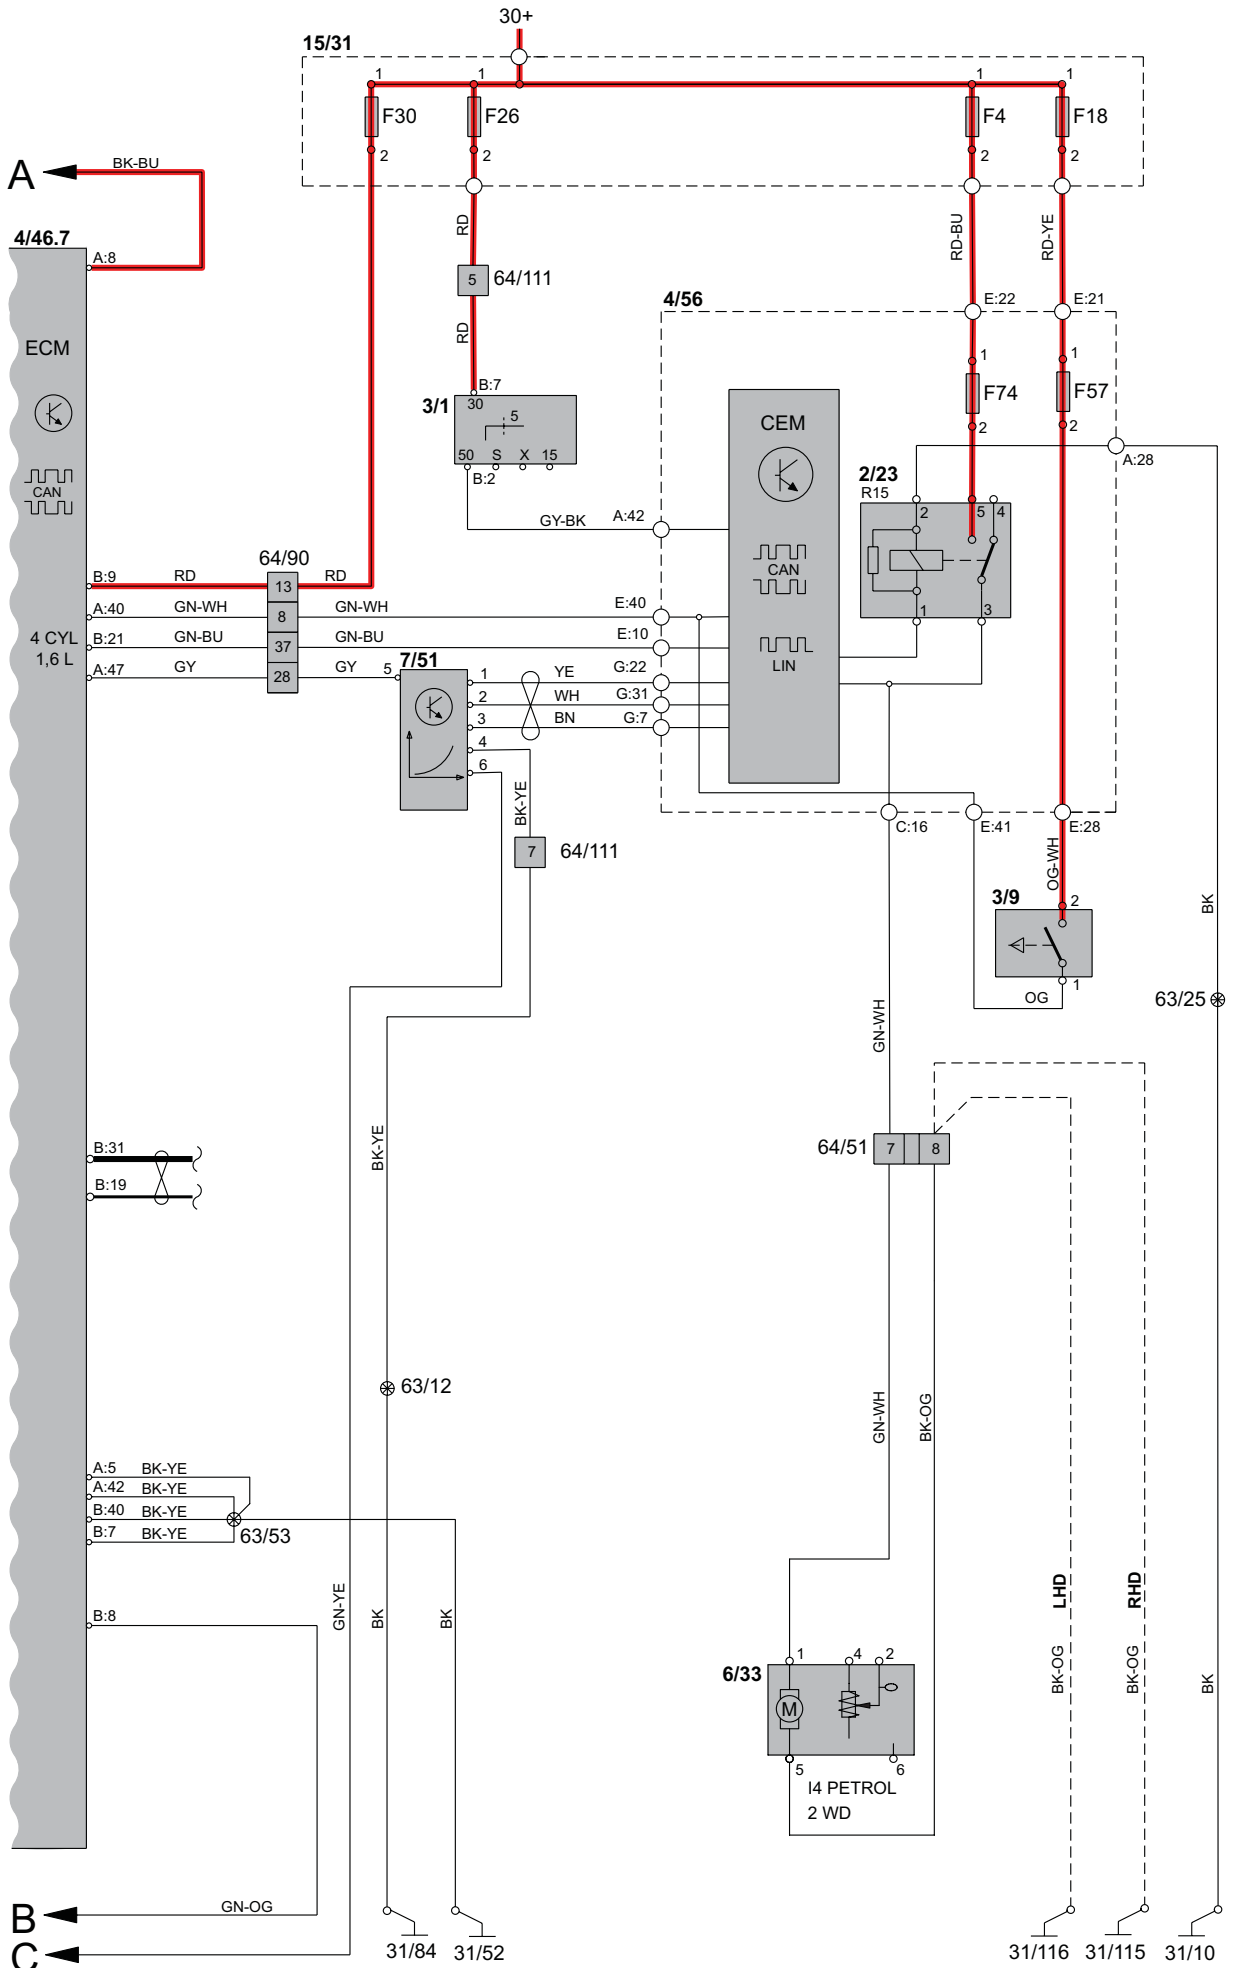 30+
15/31
1 1 1 1
F30 F26 F4 F18
2 2 2 2
A BK-BU
4/46.7
A:8
RD RD-BU RD-YE
5 64/111
E:22 E:21
4/56
ECM
RD
1 1
B:7
3/1 30
F74 F57
5
CEM
2 2
50 S X 15
A:28
B:2
2/23
CAN
R15
2 5 4
GY-BK A:42
64/90
CAN
B:9 RD 13 RD
A:40 GN-WH 8 GN-WH E:40
1 3
4 CYL
1,6 L
B:21 GN-BU 37 GN-BU E:10
LIN
7/51
A:47 GY 28 GY 5 1 YE G:22
2 WH G:31
3 BN G:7
4
6
BK-YE
C:16 E:41 E:28
7 64/111
OG-WH
3/9 2
BK
1
OG
63/25
GN-WH
B:31
BK-YE
64/51 7 8
B:19
63/12
GN-WH BK-OG
A:5 BK-YE
A:42 BK-YE
B:40 BK-YE
63/53
B:7 BK-YE
GN-YE BK BK
LHD RHD
B:8
BK-OG BK-OG BK
1 4 2
6/33
M
5 6
I4 PETROL
2 WD
B GN-OG
C
31/84 31/52 31/116 31/115 31/10